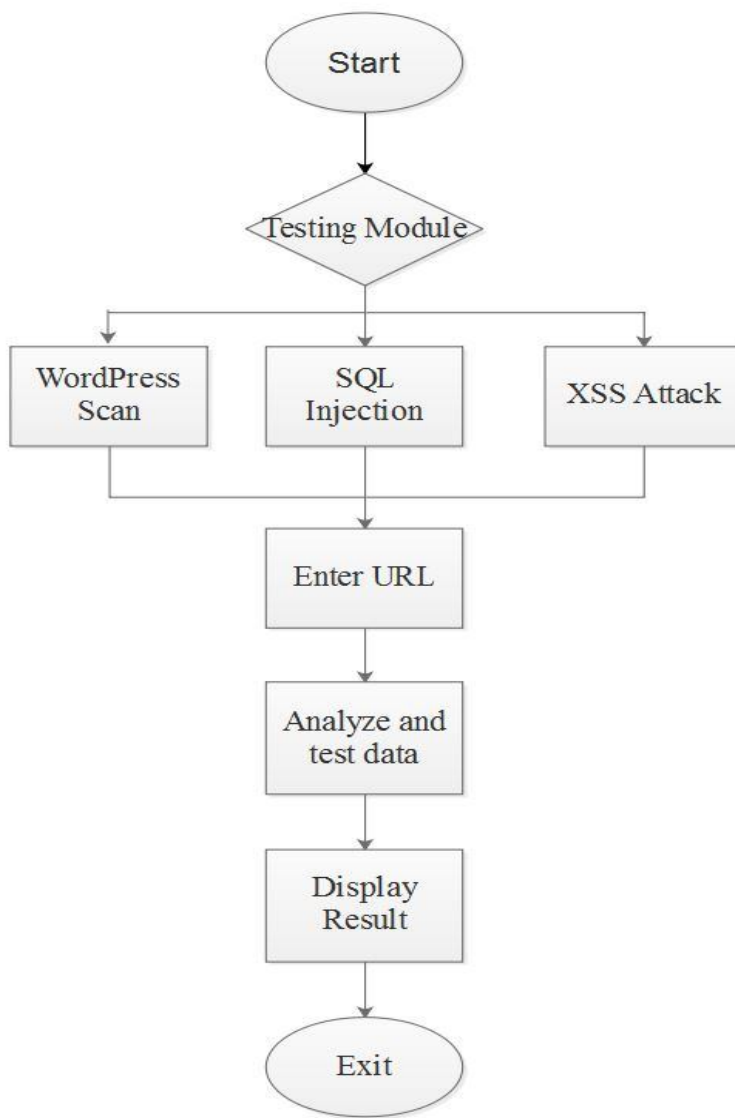 Start
Testing Module
WordPress
Scan
SQL
Injection
XSS Attack
Enter URL
Analyze and
test data
Display
Result
Exit